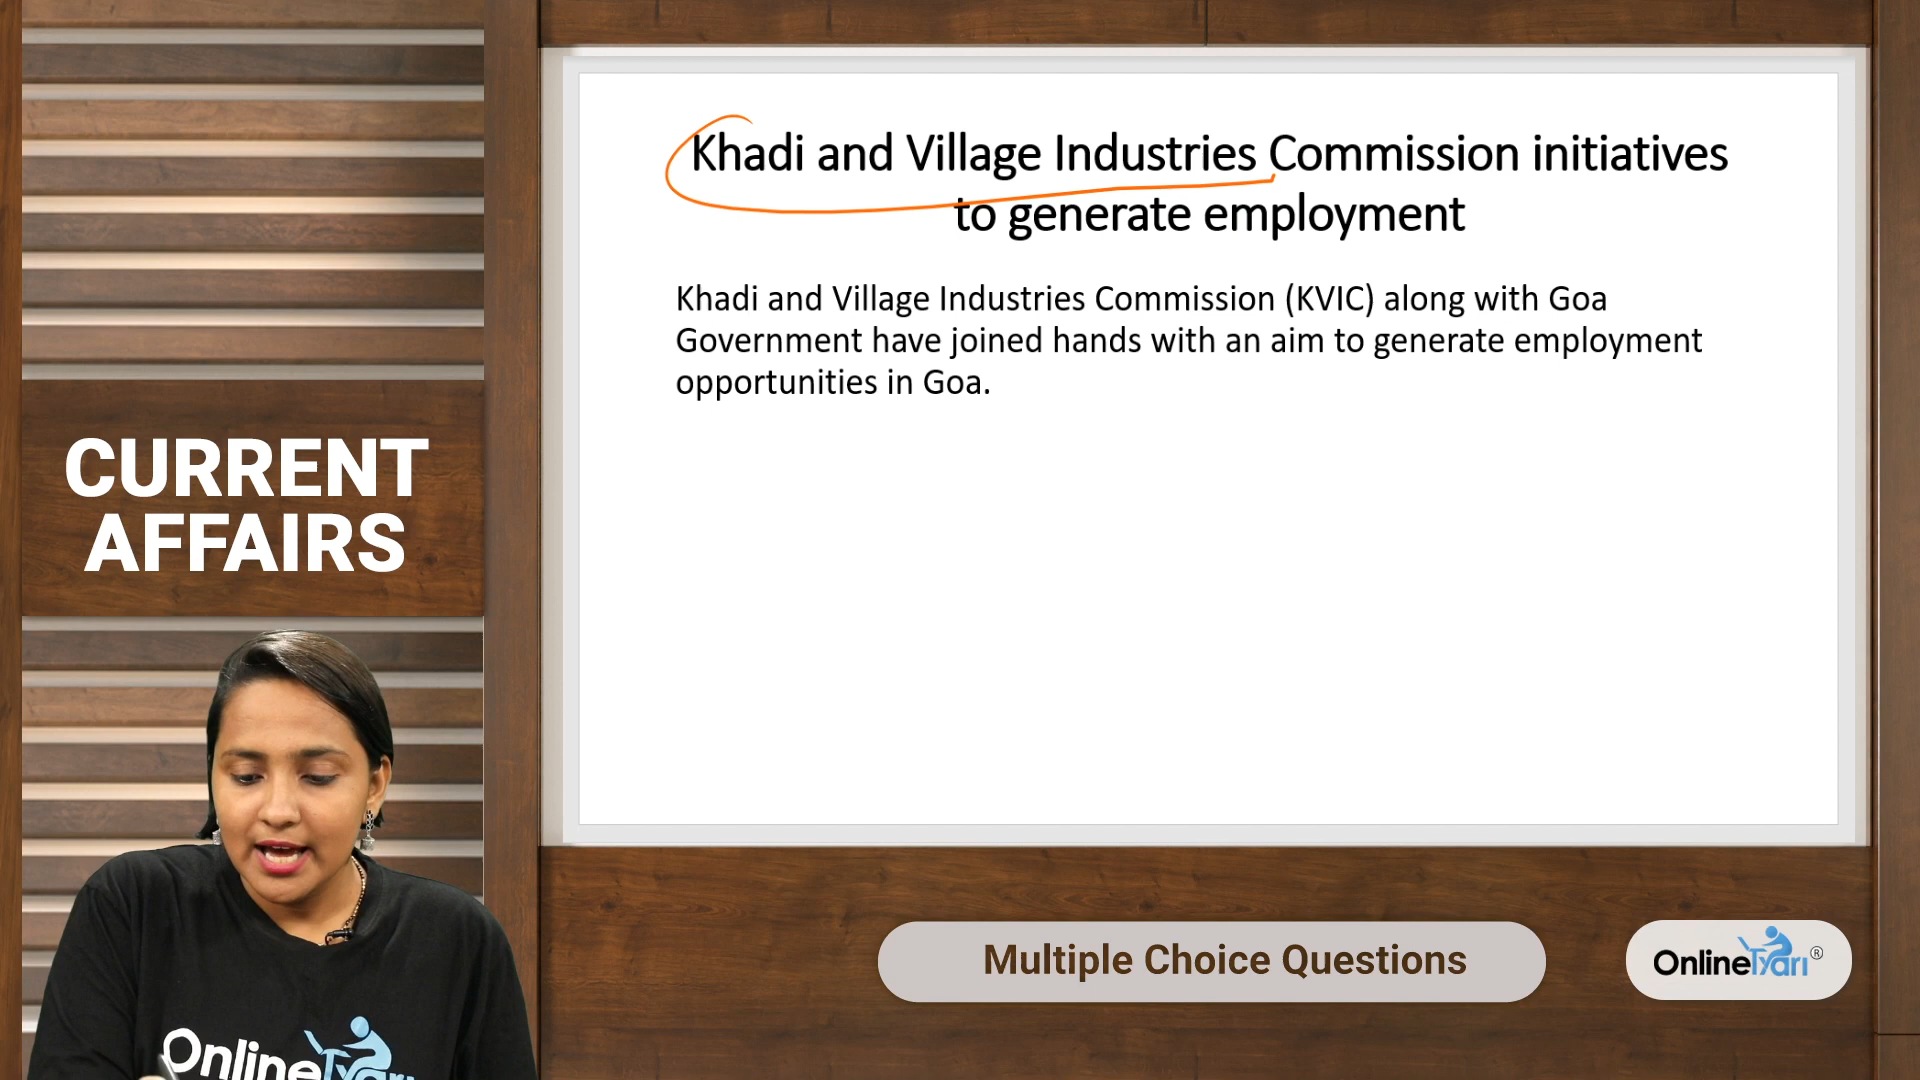 CURRENT
AFFAIRS
Khadi and Village Industries Commission initiatives
to generate employment
Khadi and Village Industries Commission (KVIC) along with Goa
Government have joined hands with an aim to generate employment
opportunities in Goa.
Multiple Choice Questions
OnlineTyari®
OnlineTyari